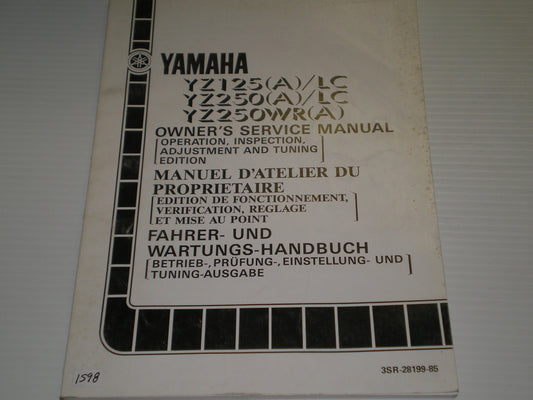 YAMAHA
YZ125(A)/LC
YZ250(A)/LC
YZ250WR(A)
OWNER'S SERVICE MANUAL
[OPERATION, INSPECTION,
ADJUSTMENT AND TUNING
EDITION]
MANUEL D'ATELIER DU
PROPRIETAIRE
[EDITION DE FONCTIONNEMENT,
VERIFICATION, REGLAGE
ET MISE AU POINT]
FAHRER- UND
WARTUNGS-HANDBUCH
[BETRIEB-, PRÜFUNG-, EINSTELLUNG- UND
TUNING-AUSGABE]
1598
3SR-28199-85